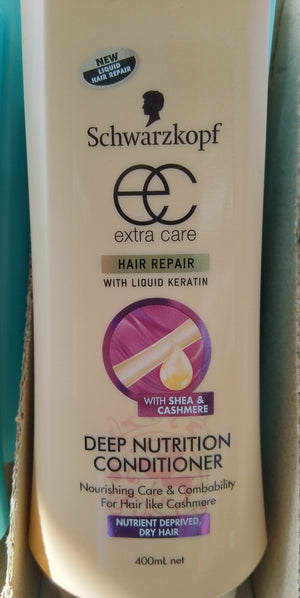 NEW
LIQUID
HAIR REPAIR
Schwarzkopf
ec
extra care
HAIR REPAIR
WITH LIQUID KERATIN
WITH SHEA &
CASHMERE
DEEP NUTRITION
CONDITIONER
Nourishing Care & Combability
For Hair like Cashmere
NUTRIENT DEPRIVED,
DRY HAIR
400mL net